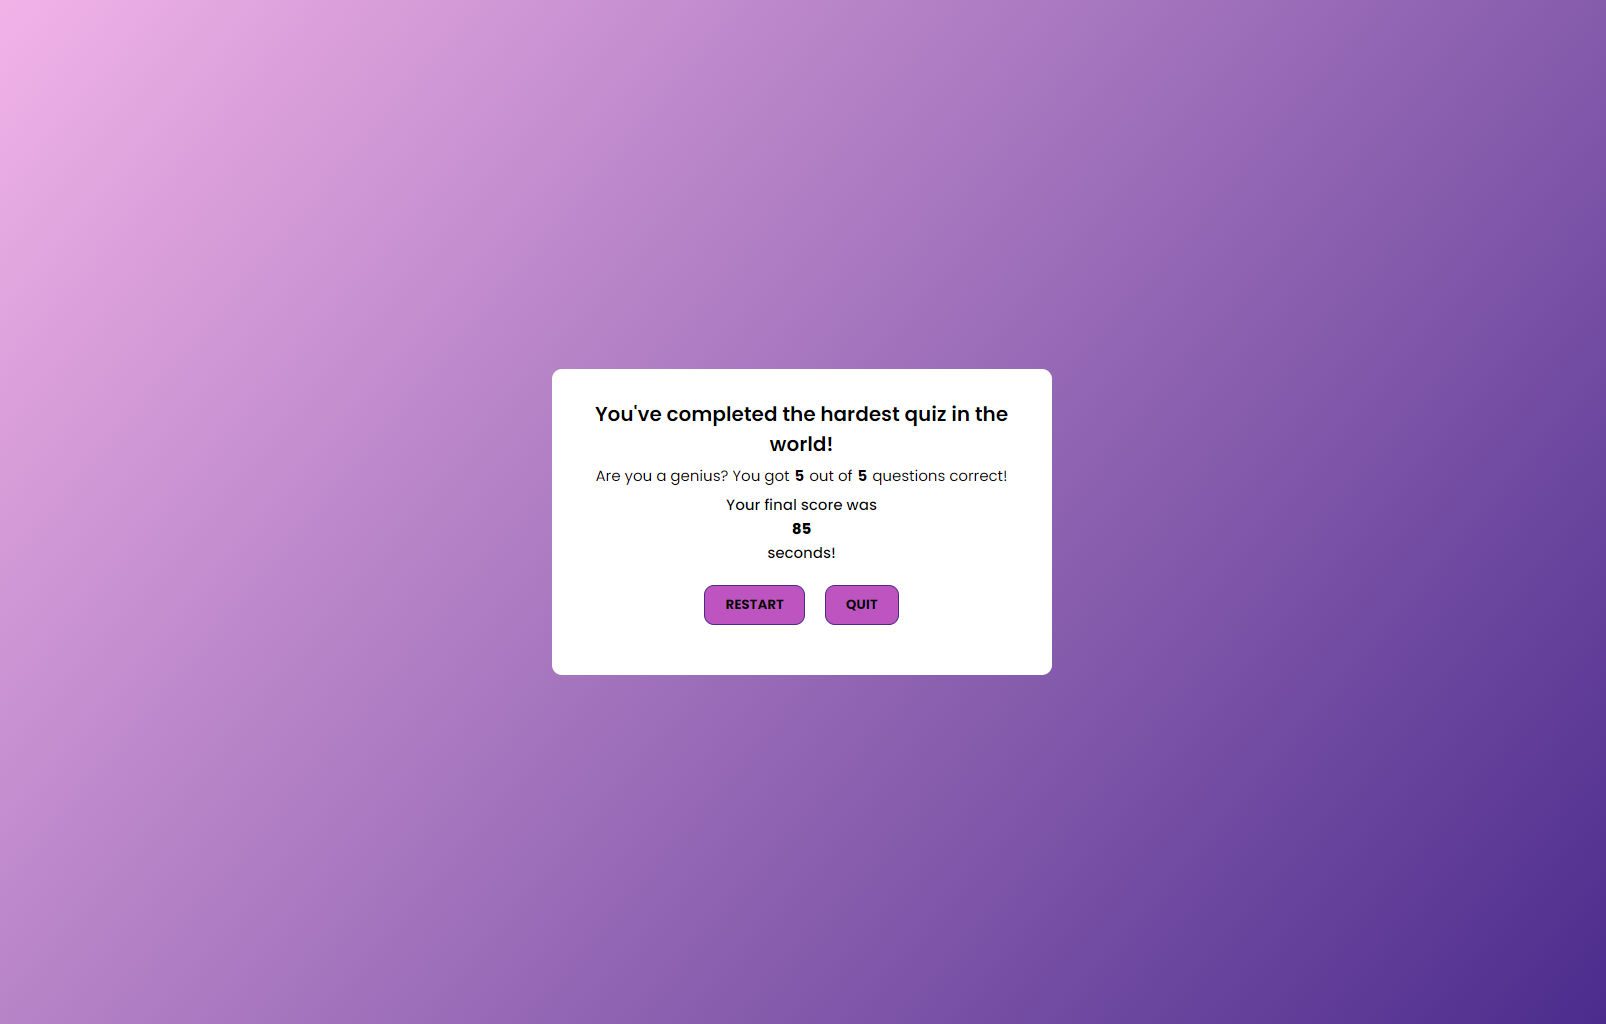 You've completed the hardest quiz in the
world!
Are you a genius? You got 5 out of 5 questions correct!
Your final score was
85
seconds!
RESTART QUIT